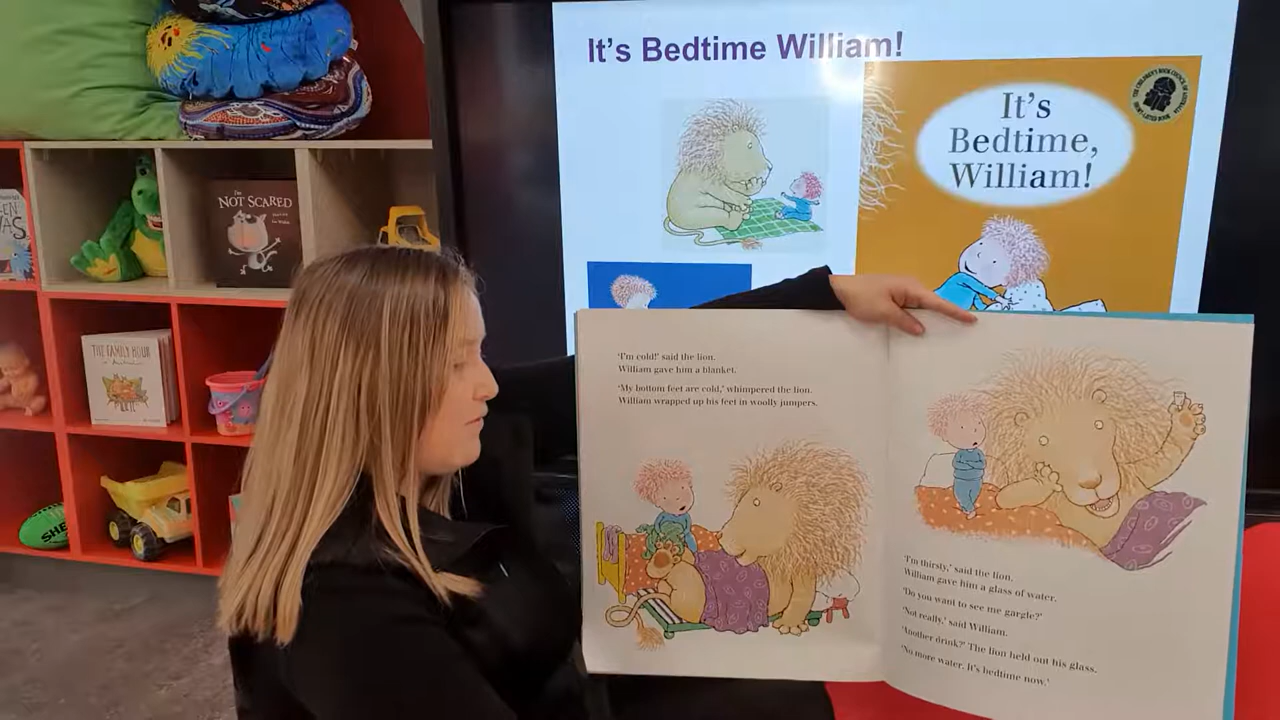 It's Bedtime William!
It's
Bedtime,
William!
NOT SCARED
THE FAMILY HOUR
SHE
'I'm cold!' said the lion.
William gave him a blanket.
'My bottom feet are cold,' whimpered the lion.
William wrapped up his feet in woolly jumpers.
'I'm thirsty,' said the lion.
William gave him a glass of water.
'Do you want to see me gargle?'
'Not really,' said William.
'Another drink?' The lion held out his glass.
'No more water. It's bedtime now.'